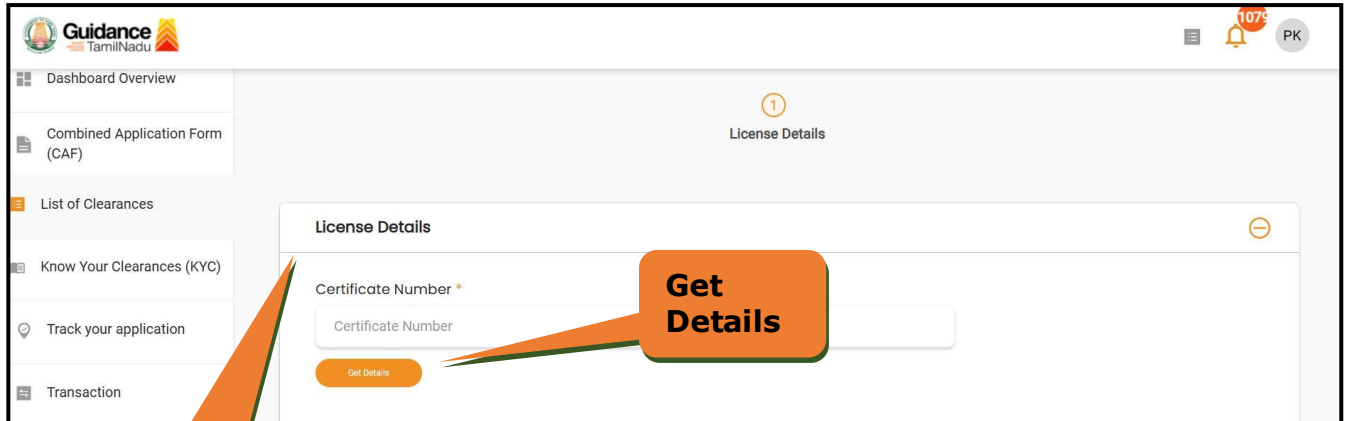 Guidance
TamilNadu
1079
PK
Dashboard Overview
Combined Application Form
(CAF)
List of Clearances
Know Your Clearances (KYC)
Track your application
Transaction
1
License Details
License Details
Certificate Number *
Certificate Number
Get Details
Get
Details